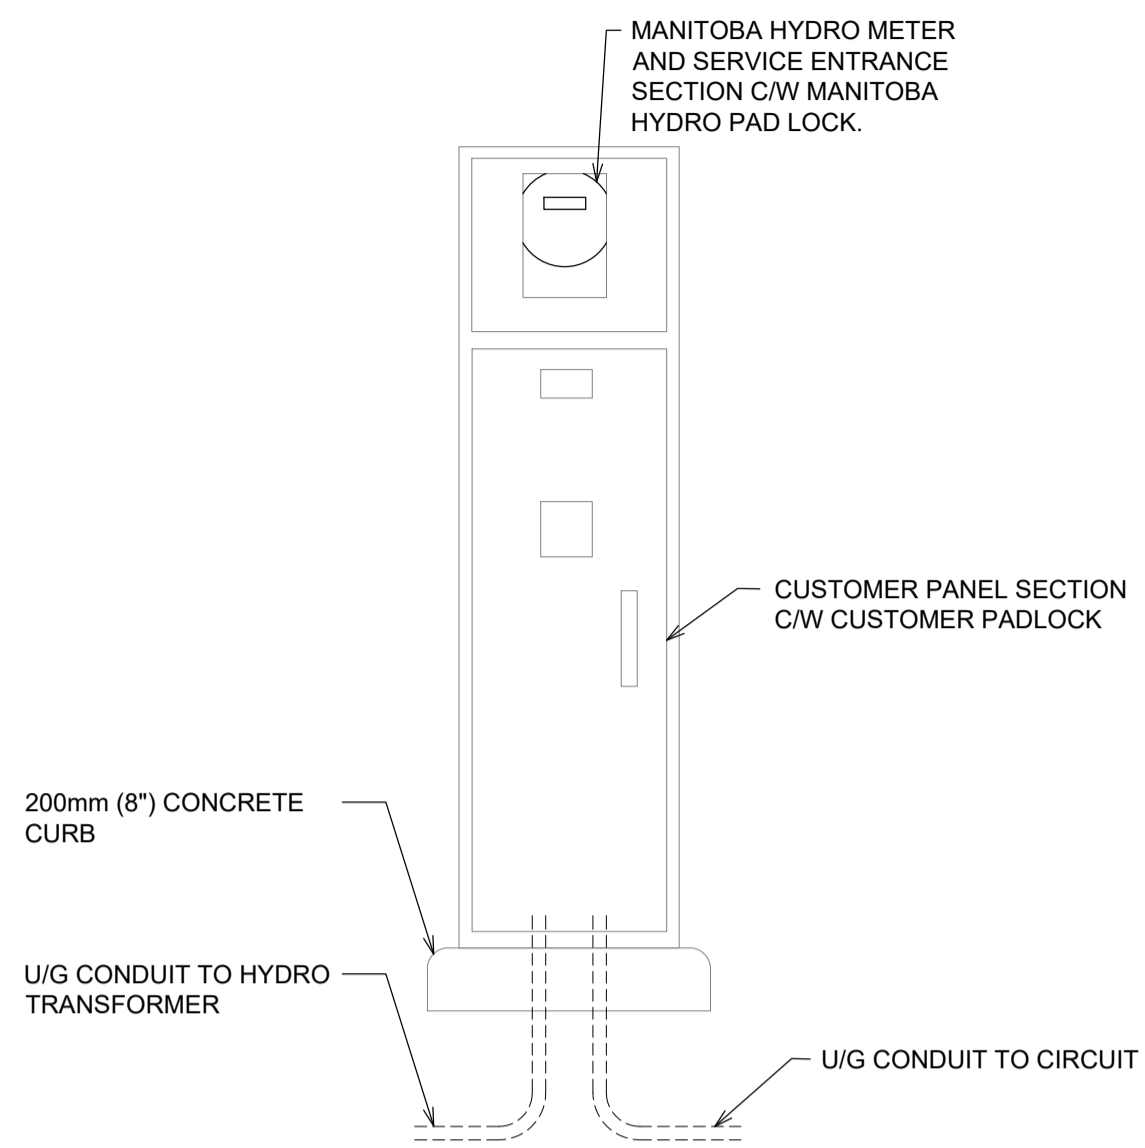 MANITOBA HYDRO METER
AND SERVICE ENTRANCE
SECTION C/W MANITOBA
HYDRO PAD LOCK.
CUSTOMER PANEL SECTION
C/W CUSTOMER PADLOCK
200mm (8") CONCRETE
CURB
U/G CONDUIT TO HYDRO
TRANSFORMER
U/G CONDUIT TO CIRCUIT